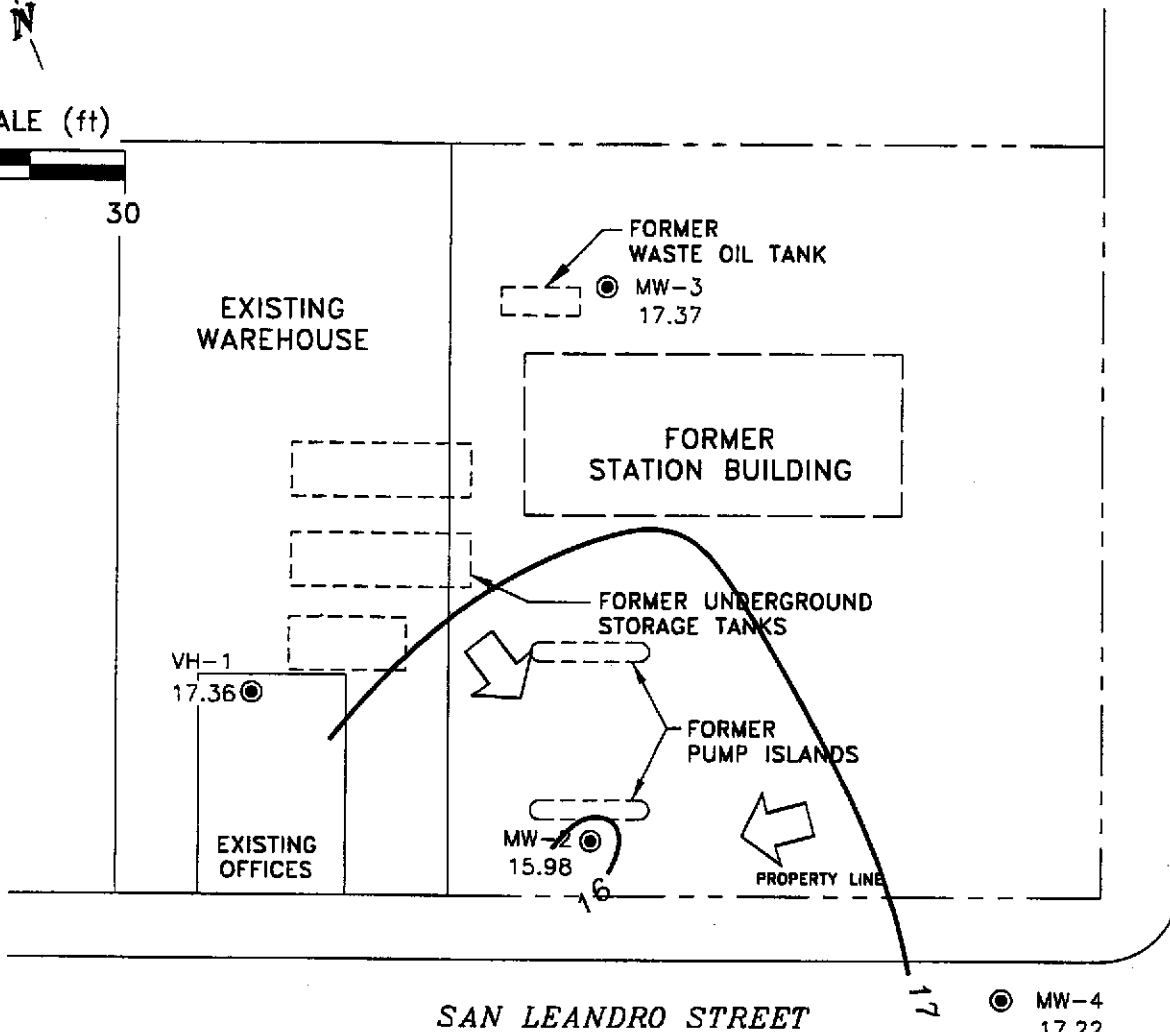 N
ALE (ft)
30
FORMER
WASTE OIL TANK
MW-3
17.37
EXISTING
WAREHOUSE
FORMER
STATION BUILDING
FORMER UNDERGROUND
STORAGE TANKS
VH-1
17.36
FORMER
PUMP ISLANDS
EXISTING
OFFICES
MW-2
15.98
PROPERTY LINE
16
17
MW-4
17.22
SAN LEANDRO STREET